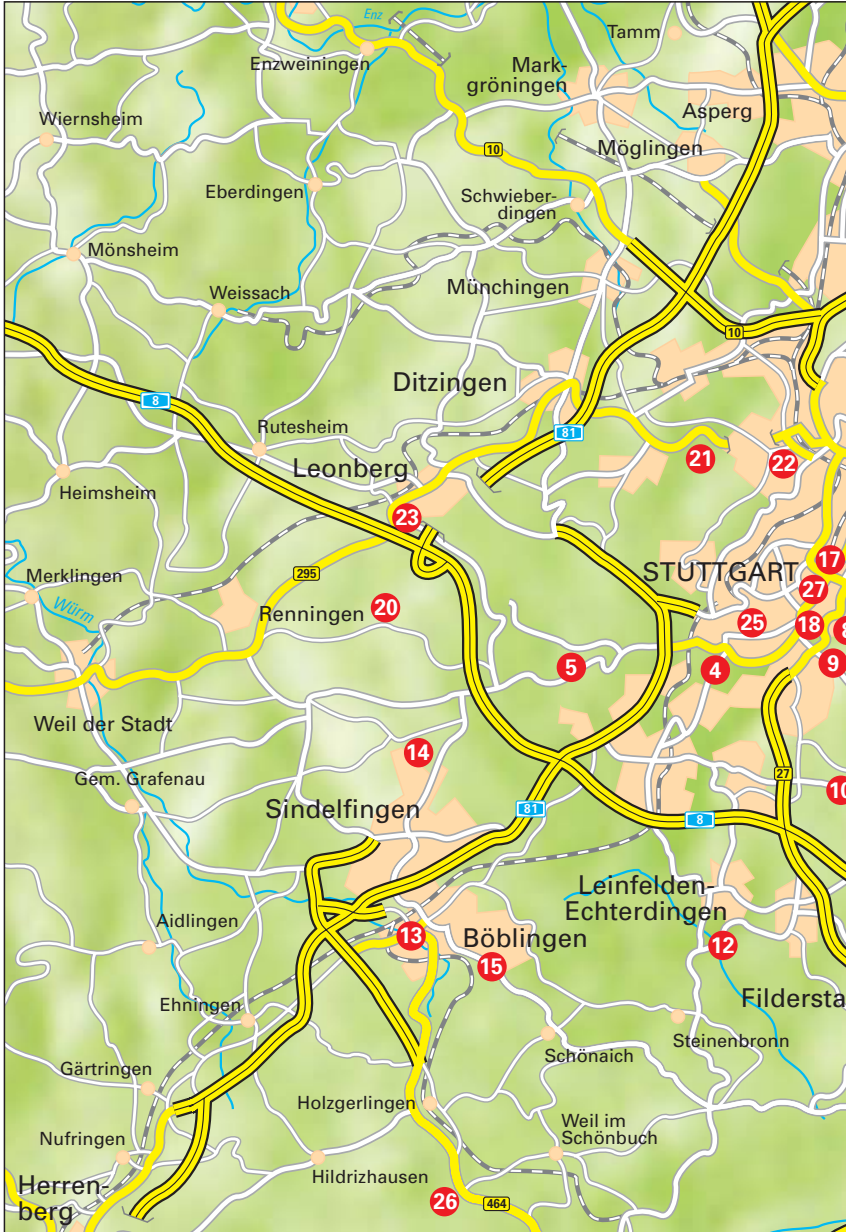 Enz
Tamm
Enzweiningen
Mark-
gröningen
Asperg
Wiernsheim
10
Möglingen
Eberdingen
Schwieber-
dingen
Mönsheim
Münchingen
Weissach
10
Ditzingen
8
81
Rutesheim
Leonberg
21
22
Heimsheim
23
STUTTGART
17
295
Merklingen
Würm
27
Renningen
20
25
18
8
5
4
9
Weil der Stadt
14
27
Gem. Grafenau
10
Sindelfingen
81
8
Leinfelden-
Echterdingen
Aidlingen
13
Böblingen
12
15
Fildersta
Ehningen
Steinenbronn
Schönaich
Gärtringen
Holzgerlingen
Weil im
Schönbuch
Nufringen
Hildrizhausen
Herren-
berg
26
464